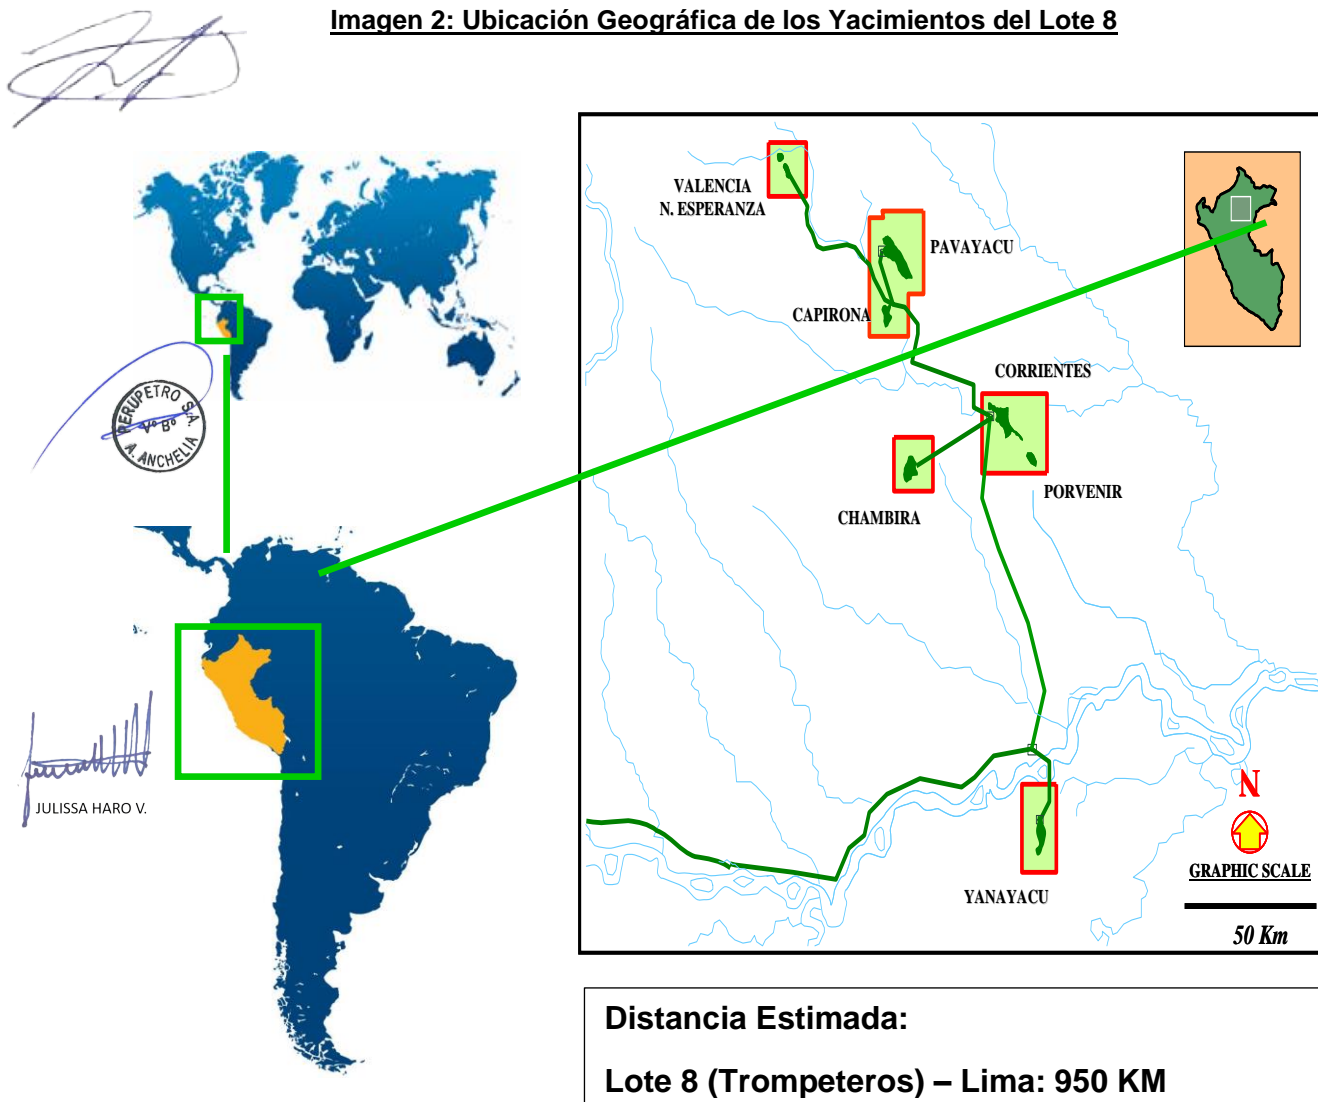 Imagen 2: Ubicación Geográfica de los Yacimientos del Lote 8
VALENCIA
N. ESPERANZA
PAVAYACU
CAPIRONA
CORRIENTES
PORVENIR
CHAMBIRA
YANAYACU
N
GRAPHIC SCALE
50 Km
PERUPETRO S.A.
Vº Bº
A. ANCHELIA
JULISSA HARO V.
Distancia Estimada:
Lote 8 (Trompeteros) – Lima: 950 KM